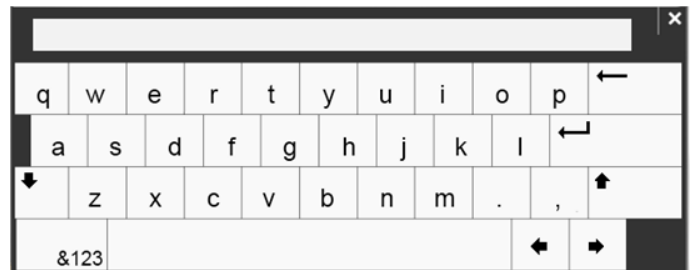 ×
q w e r t y u i o p ←
a s d f g h j k l ↵
⬇ z x c v b n m . , ⬆
&123 ⬅ ➡